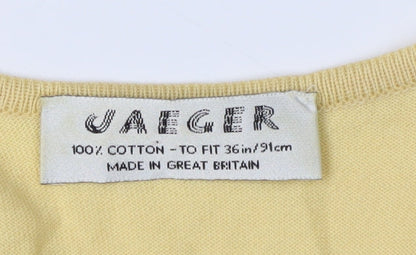 JAEGER
100% COTTON - TO FIT 36in/91cm
MADE IN GREAT BRITAIN